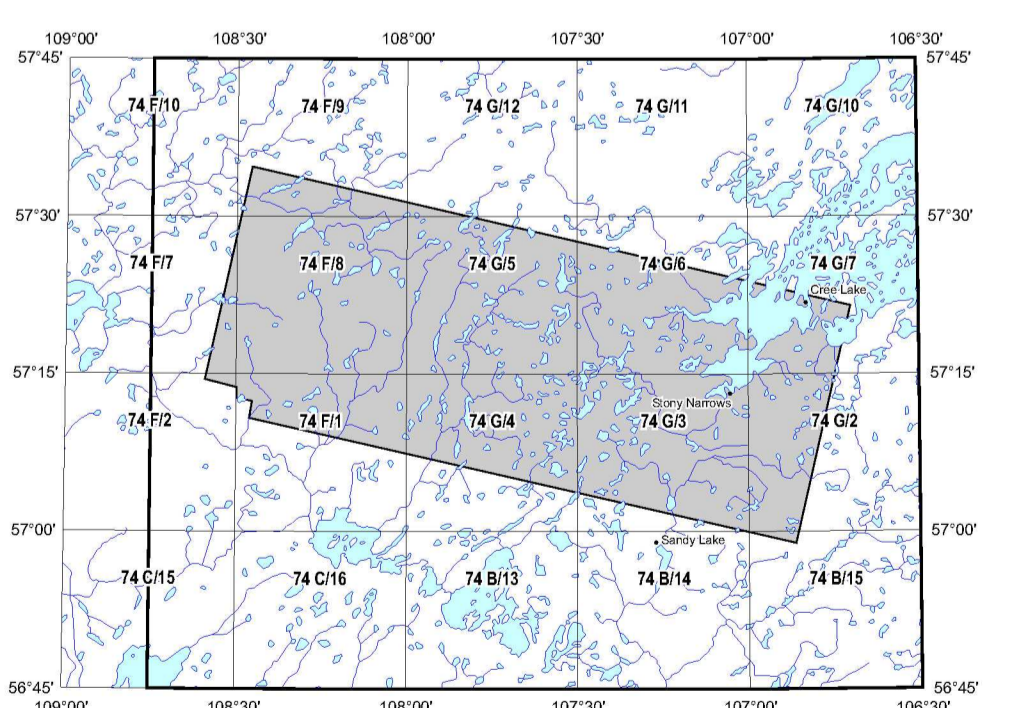 109°00' 108°30' 108°00' 107°30' 107°00' 106°30'
57°45' 57°45'
74 F/10 74 F/9 74 G/12 74 G/11 74 G/10
57°30' 57°30'
74 F/7 74 F/8 74 G/5 74 G/6 74 G/7
Cree Lake
57°15' 57°15'
Stony Narrows
74 F/2 74 F/1 74 G/4 74 G/3 74 G/2
57°00' 57°00'
Sandy Lake
74 C/15 74 C/16 74 B/13 74 B/14 74 B/15
56°45' 56°45'
109°00' 108°30' 108°00' 107°30' 107°00' 106°30'